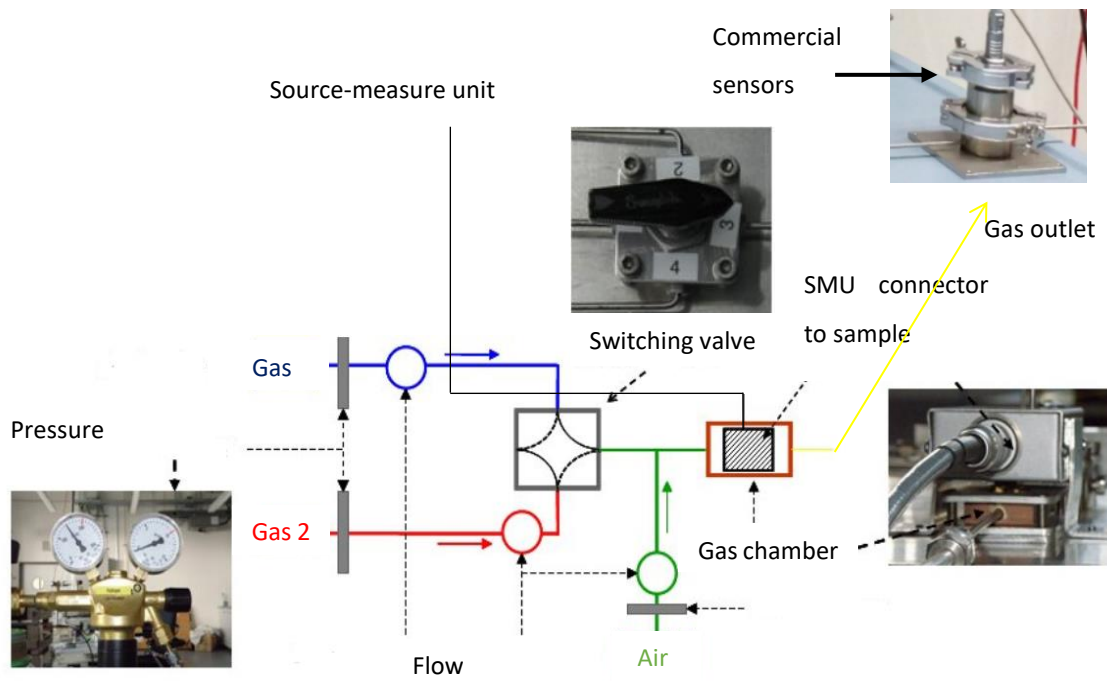 Commercial
sensors
Source-measure unit
2
3
4
Gas outlet
SMU connector
to sample
Switching valve
Gas
Pressure
Gas 2
Gas chamber
Flow
Air